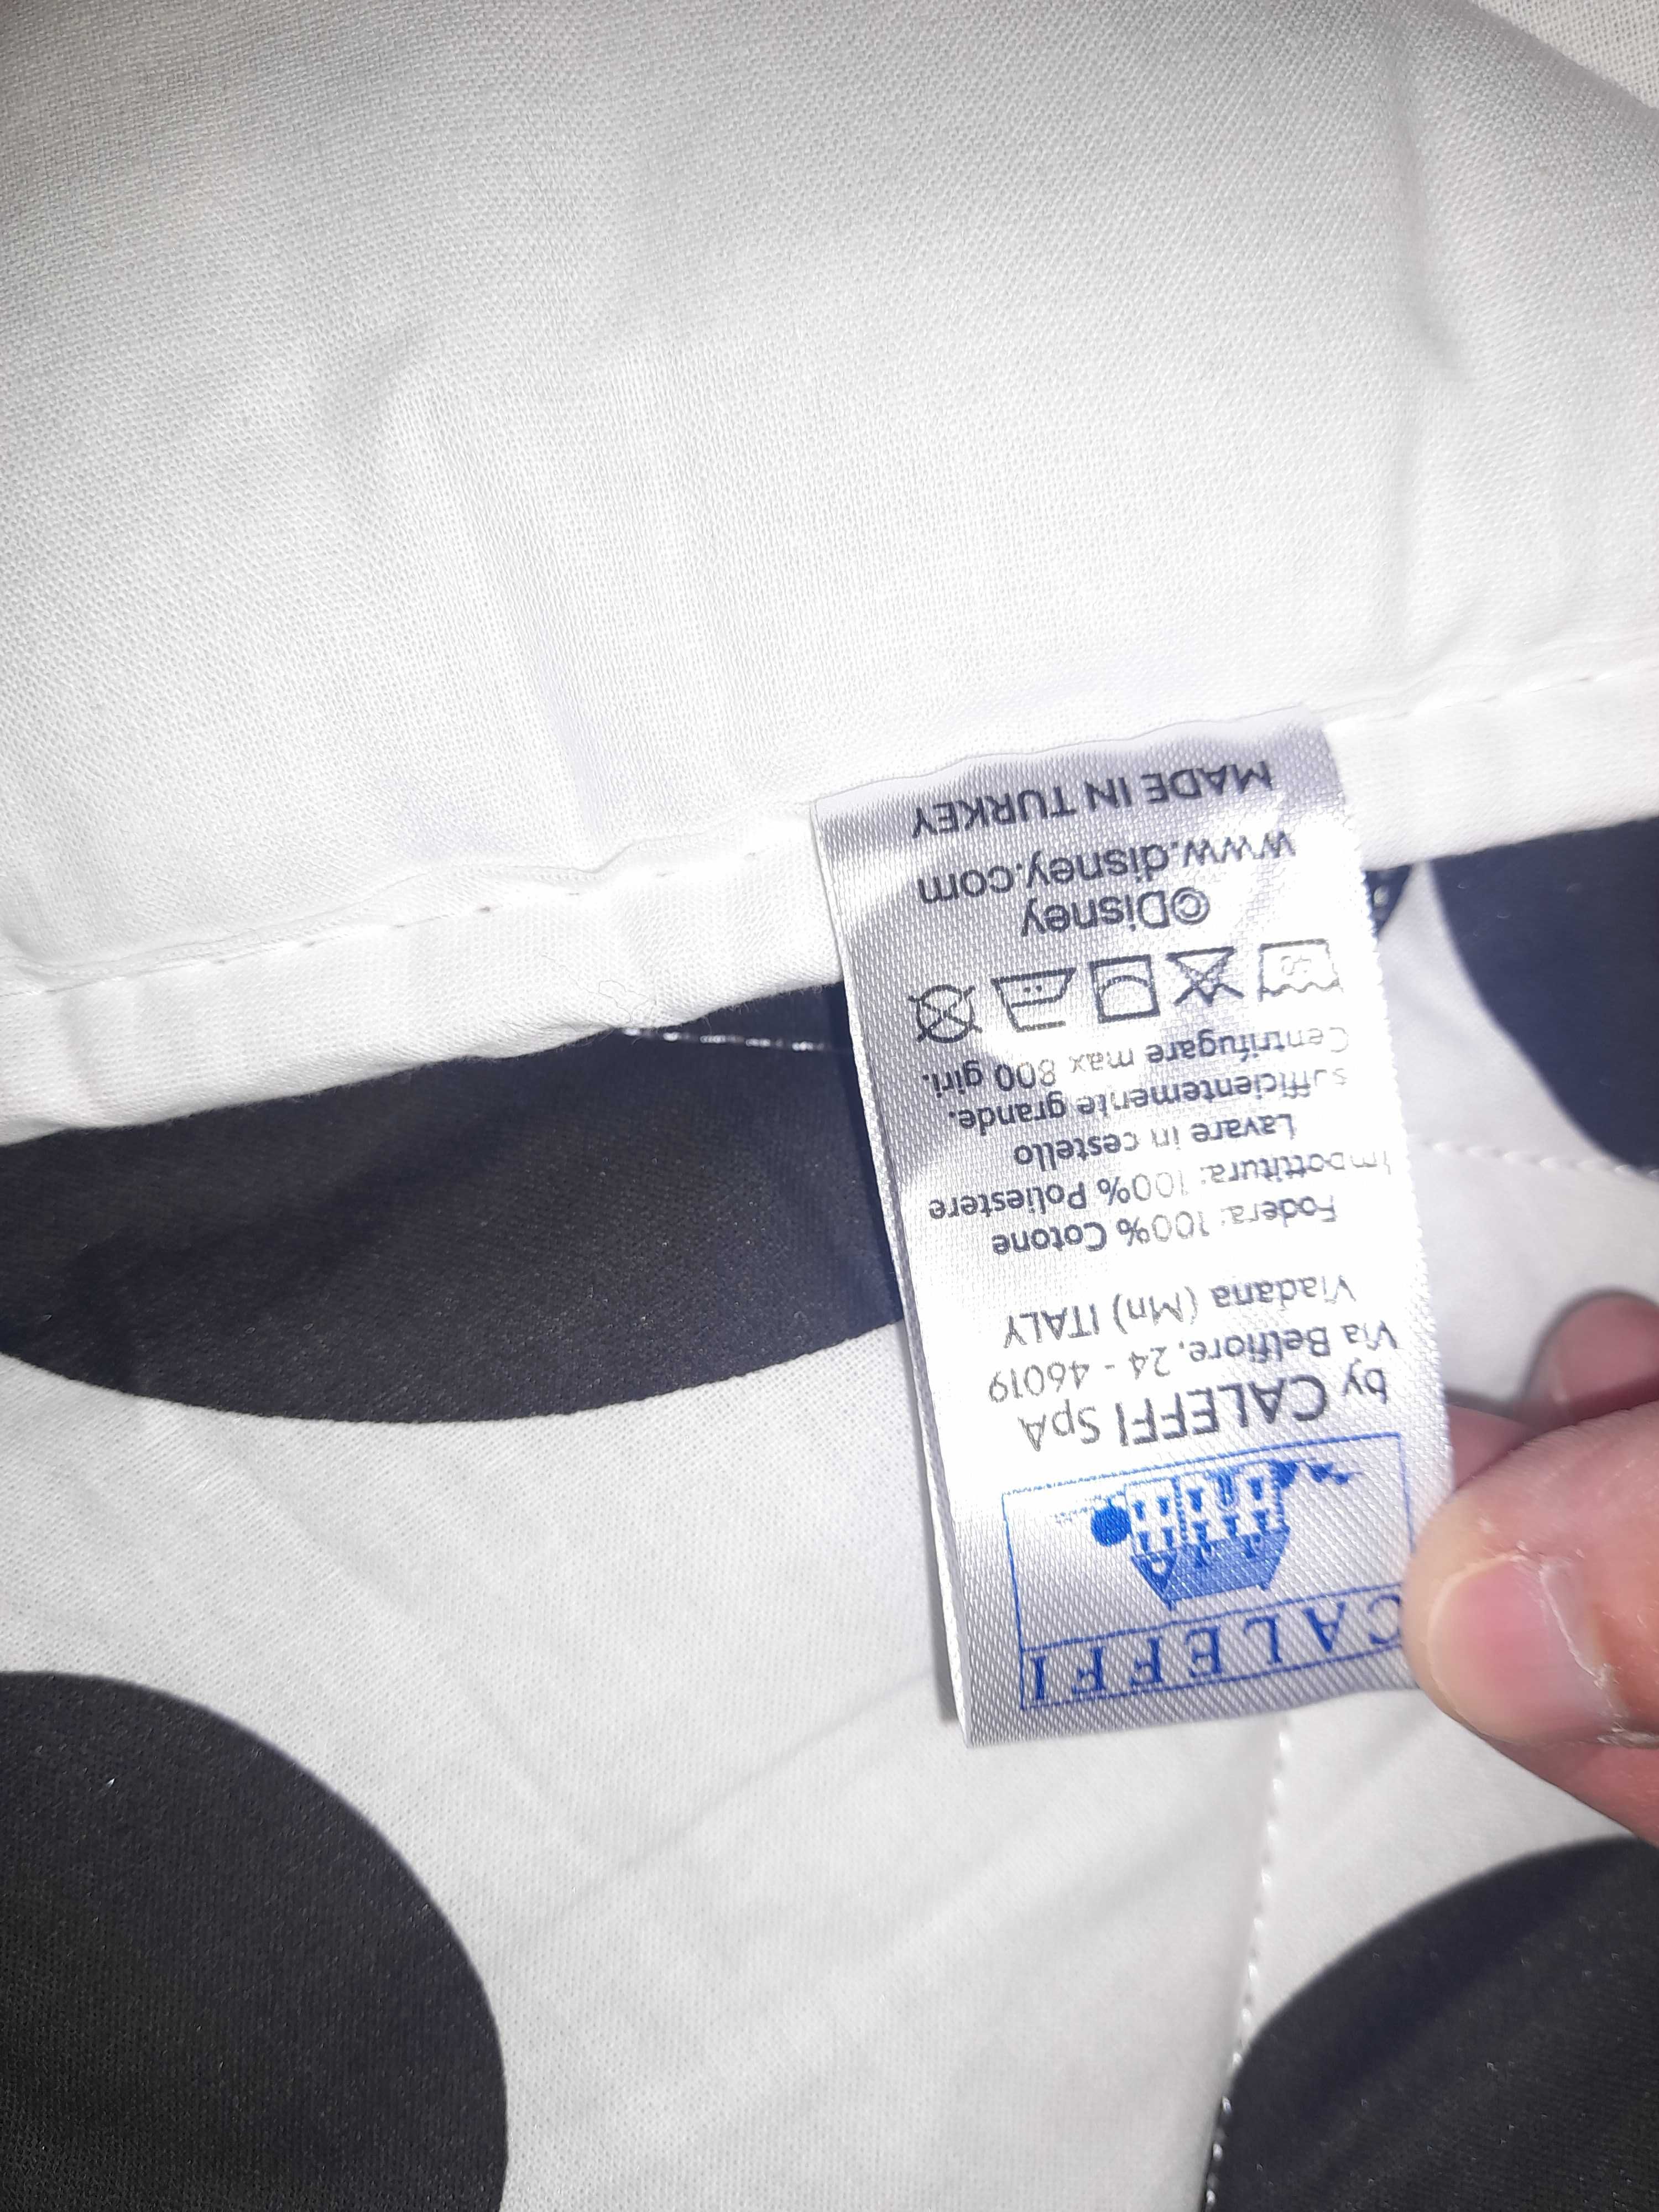 CALEFFI
by CALEFFI SpA
Via Belfiore, 24 - 46019
Viadana (Mn) ITALY
Fodera: 100% Cotone
Imbottitura: 100% Poliestere
Lavare in cestello
sufficientemente grande.
Centrifugare max 800 giri.
©Disney
www.disney.com
MADE IN TURKEY